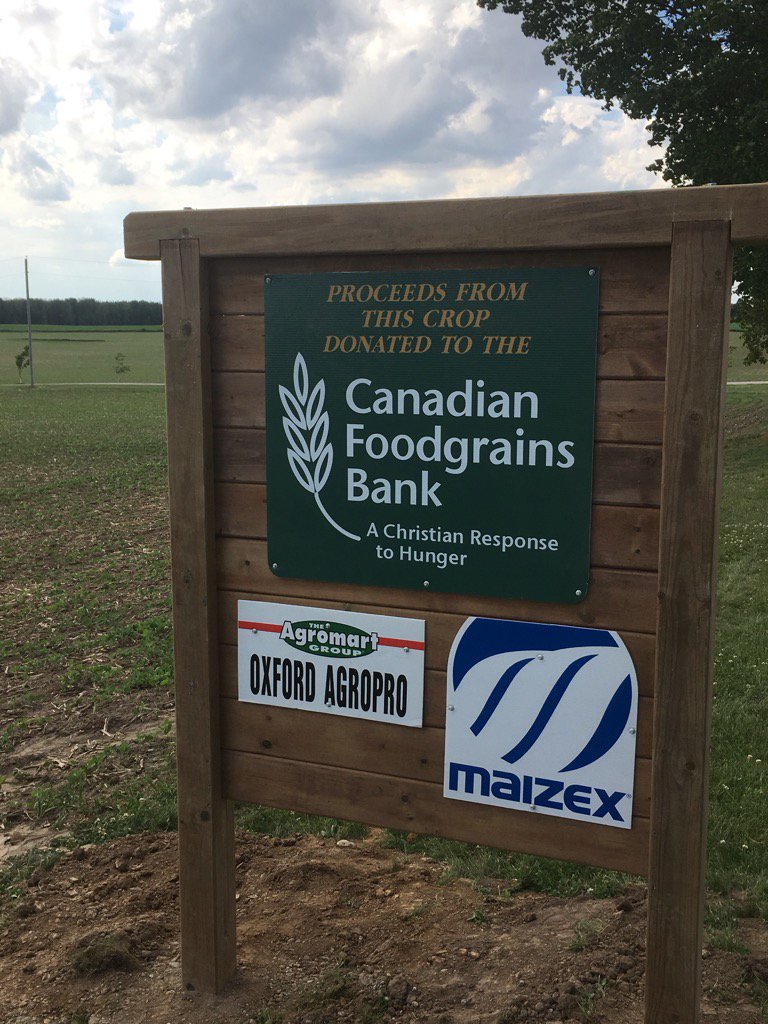 PROCEEDS FROM
THIS CROP
DONATED TO THE
Canadian
Foodgrains
Bank
A Christian Response
to Hunger
THE
Agromart
GROUP
OXFORD AGROPRO
maizex